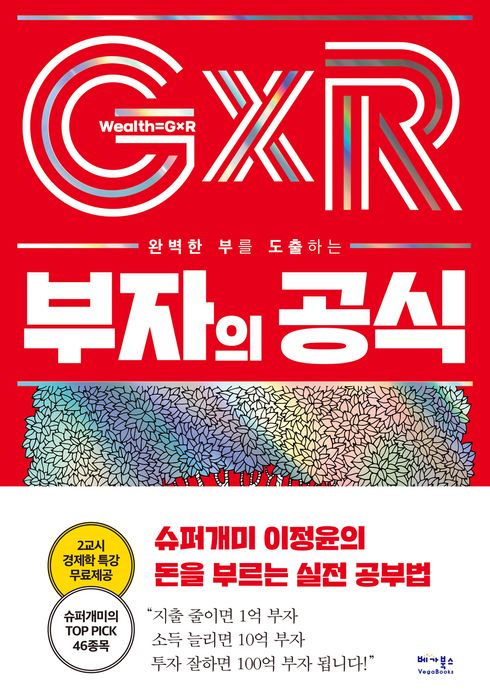 G×R
Wealth=G×R
완벽한 부를 도출하는
부자의 공식
2교시
경제학 특강
무료제공
슈퍼개미의
TOP PICK
46종목
슈퍼개미 이정윤의
돈을 부르는 실전 공부법
“지출 줄이면 1억 부자
소득 늘리면 10억 부자
투자 잘하면 100억 부자 됩니다!”
베가북스
VegaBooks